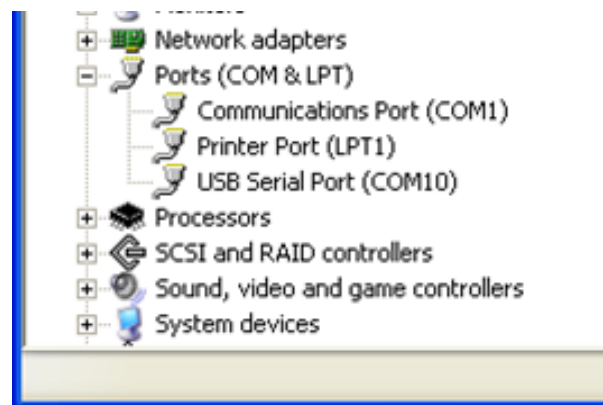 Network adapters
Ports (COM & LPT)
Communications Port (COM1)
Printer Port (LPT1)
USB Serial Port (COM10)
Processors
SCSI and RAID controllers
Sound, video and game controllers
System devices